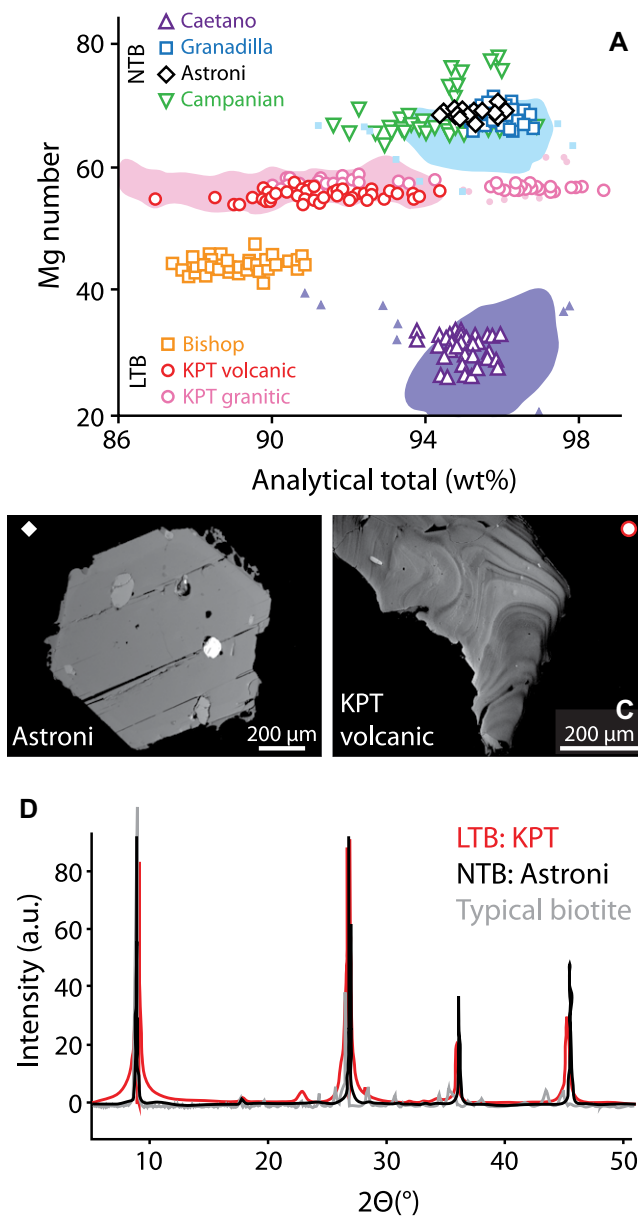 A
NTB
Caetano
Granadilla
Astroni
Campanian
80
60
40
20
Mg number
LTB
Bishop
KPT volcanic
KPT granitic
86
90
94
98
Analytical total (wt%)
Astroni
200 μm
KPT
volcanic
C
200 μm
D
LTB: KPT
NTB: Astroni
Typical biotite
80
60
40
20
0
Intensity (a.u.)
10
20
30
40
50
2Θ(°)